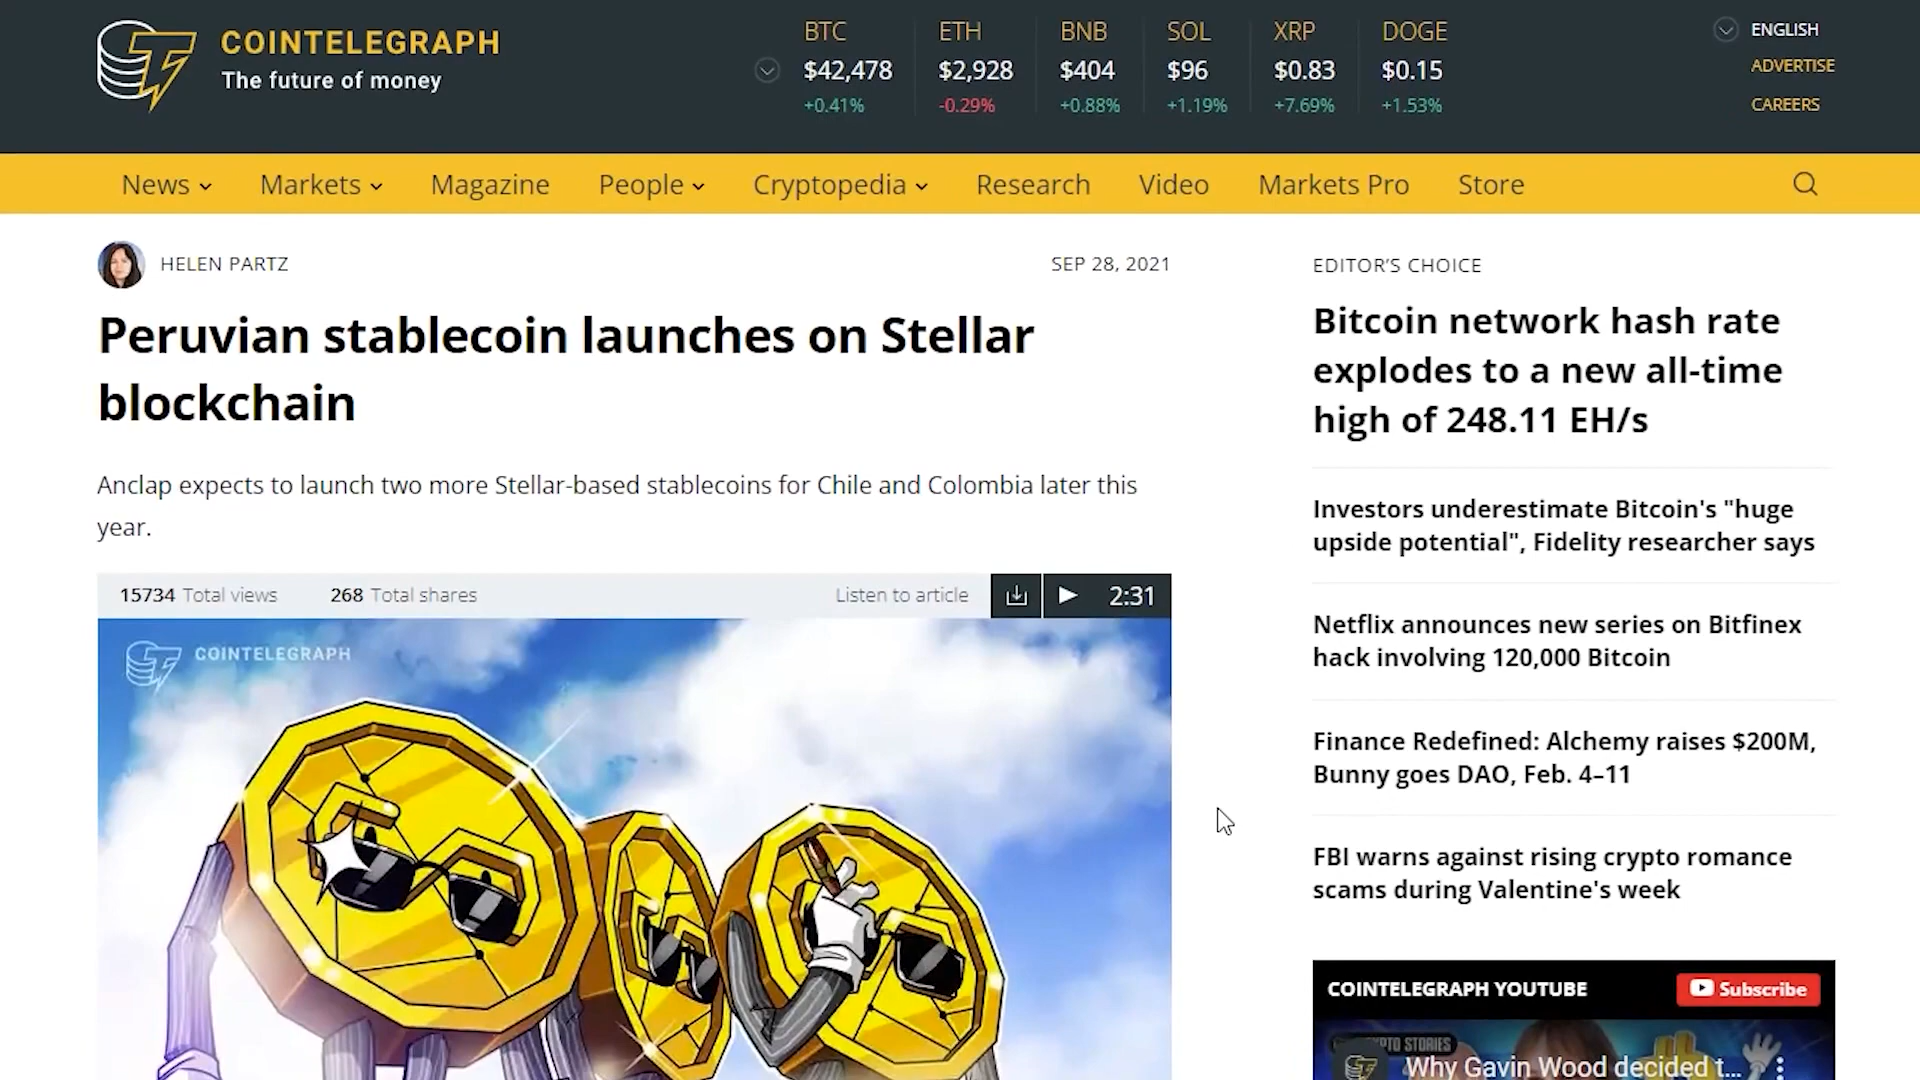 COINTELEGRAPH
The future of money
BTC
$42,478
+0.41%
ETH
$2,928
-0.29%
BNB
$404
+0.88%
SOL
$96
+1.19%
XRP
$0.83
+7.69%
DOGE
$0.15
+1.53%
ENGLISH
ADVERTISE
CAREERS
News
Markets
Magazine
People
Cryptopedia
Research
Video
Markets Pro
Store
HELEN PARTZ
SEP 28, 2021
Peruvian stablecoin launches on Stellar
blockchain
Anclap expects to launch two more Stellar-based stablecoins for Chile and Colombia later this
year.
15734 Total views
268 Total shares
Listen to article
2:31
COINTELEGRAPH
EDITOR'S CHOICE
Bitcoin network hash rate
explodes to a new all-time
high of 248.11 EH/s
Investors underestimate Bitcoin's "huge
upside potential", Fidelity researcher says
Netflix announces new series on Bitfinex
hack involving 120,000 Bitcoin
Finance Redefined: Alchemy raises $200M,
Bunny goes DAO, Feb. 4–11
FBI warns against rising crypto romance
scams during Valentine's week
COINTELEGRAPH YOUTUBE
Subscribe
STORIES
Why Gavin Wood decided t...